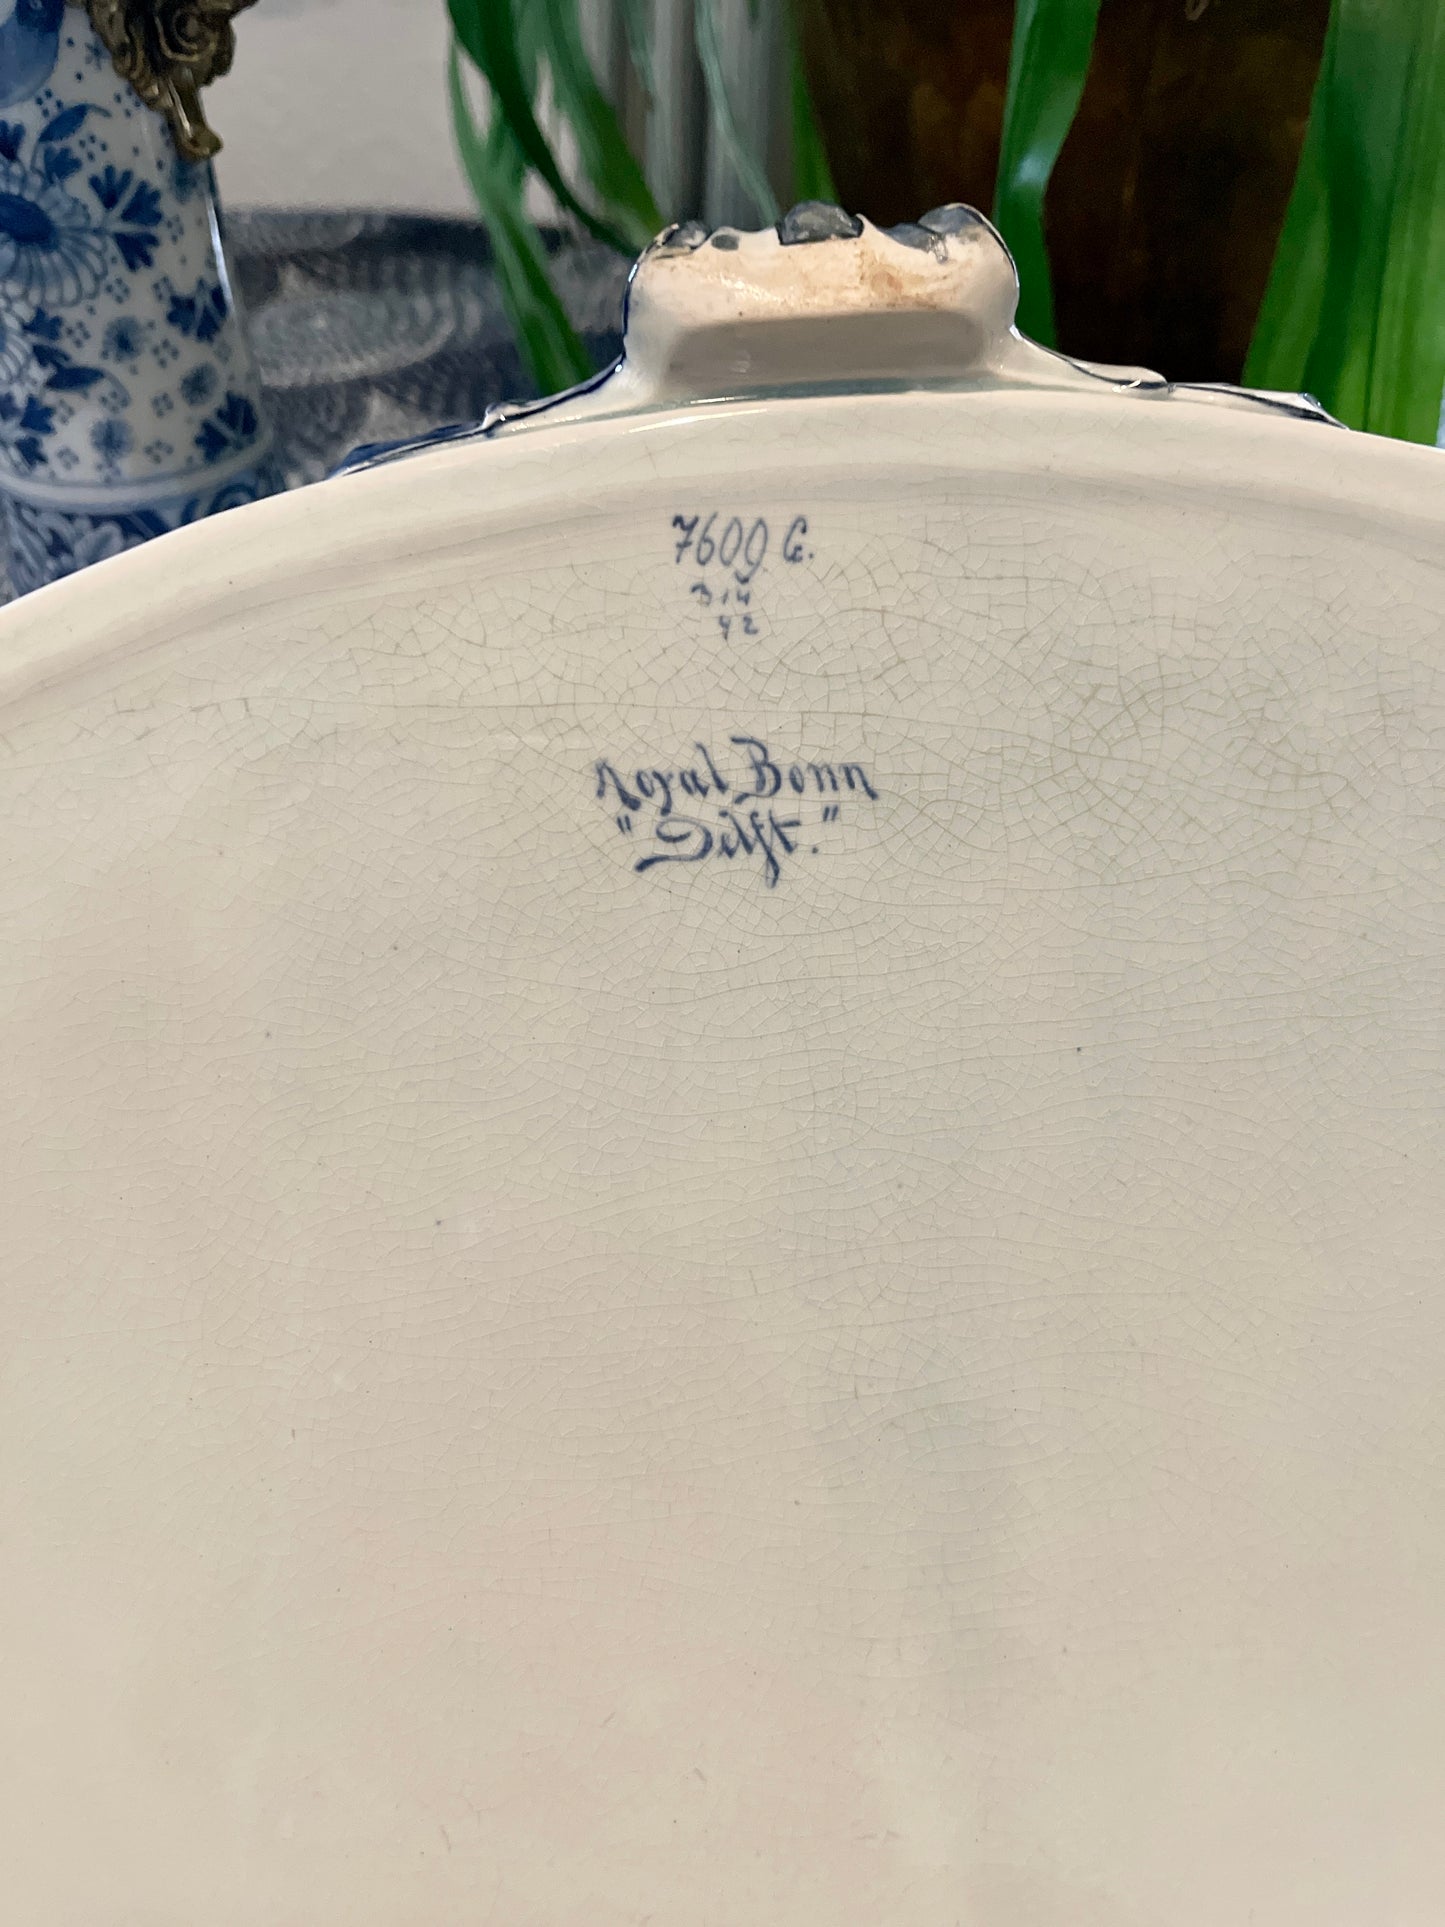 7609 G.
314
42
Royal Bonn
"Delft."